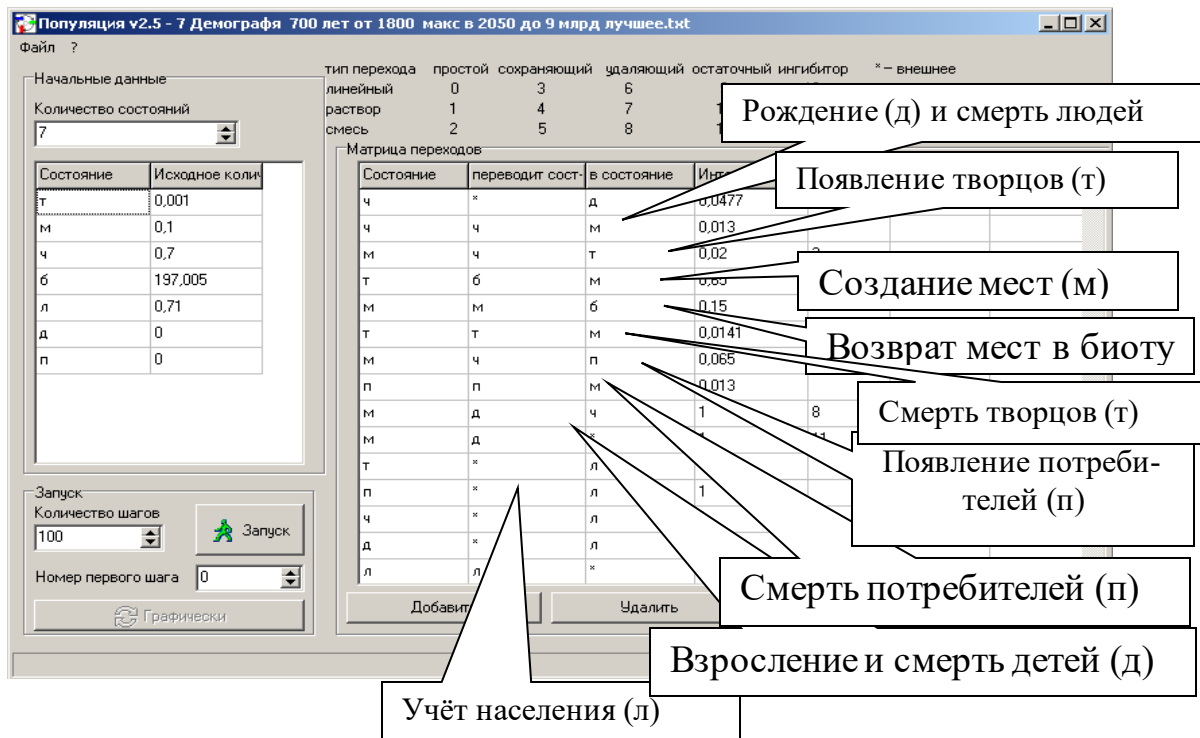 Популяция v2.5 - 7 Демографя 700 лет от 1800 макс в 2050 до 9 млрд лучшее.txt
Файл ?
Начальные данные
Количество состояний
7
Состояние Исходное колич
т 0,001
м 0,1
ч 0,7
б 197,005
л 0,71
д 0
п 0
Запуск
Количество шагов
100
Запуск
Номер первого шага 0
Графически
тип перехода простой сохраняющий удаляющий остаточный ингибитор *– внешнее
линейный 0 3 6
раствор 1 4 7
смесь 2 5 8
Матрица переходов
Состояние переводит сост- в состояние
ч * д 0,0477
ч ч м 0,013
м ч т 0,02
т б м
м м б 0,15
т т м 0,0141
м ч п 0,065
п п м 0,013
м д ч 1 8
м д
т * л
п * л 1
ч * л
д * л
л л *
Удалить
Рождение (д) и смерть людей
Появление творцов (т)
Создание мест (м)
Возврат мест в биоту
Смерть творцов (т)
Появление потреби-
телей (п)
Смерть потребителей (п)
Взросление и смерть детей (д)
Учёт населения (л)